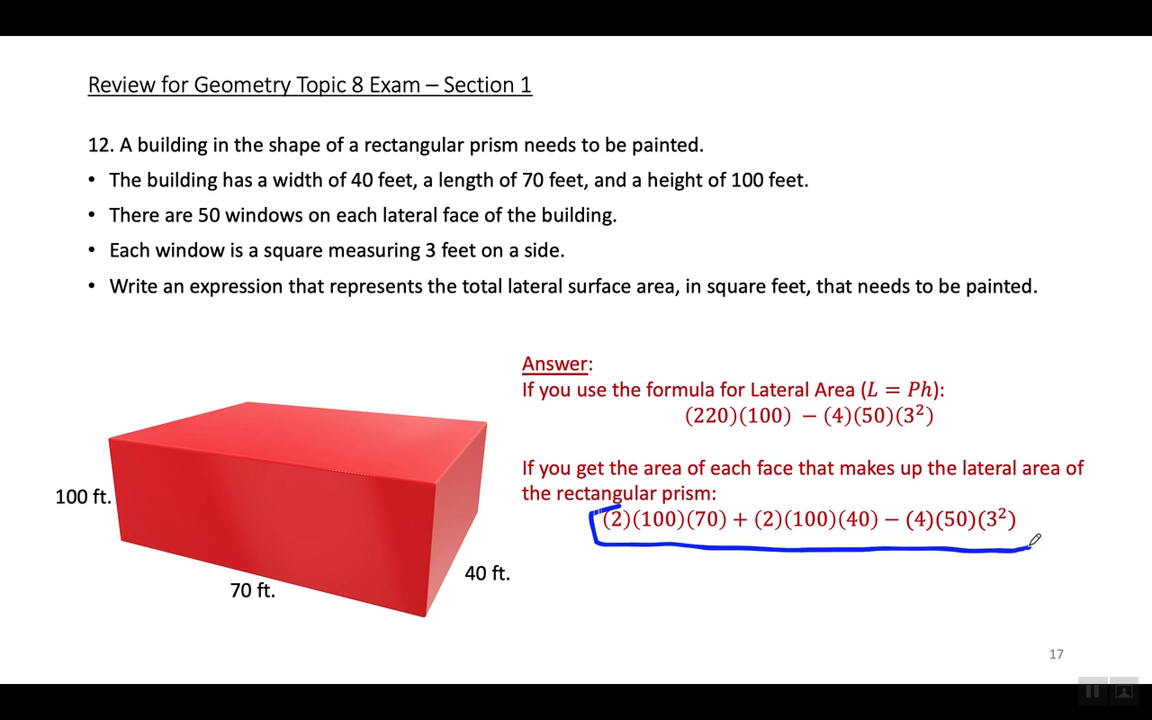 Review for Geometry Topic 8 Exam – Section 1
12. A building in the shape of a rectangular prism needs to be painted.
• The building has a width of 40 feet, a length of 70 feet, and a height of 100 feet.
• There are 50 windows on each lateral face of the building.
• Each window is a square measuring 3 feet on a side.
• Write an expression that represents the total lateral surface area, in square feet, that needs to be painted.
Answer:
If you use the formula for Lateral Area (𝐿 = 𝑃ℎ):
(220)(100) − (4)(50)(3²)
If you get the area of each face that makes up the lateral area of
the rectangular prism:
(2)(100)(70) + (2)(100)(40) − (4)(50)(3²)
100 ft.
40 ft.
70 ft.
17